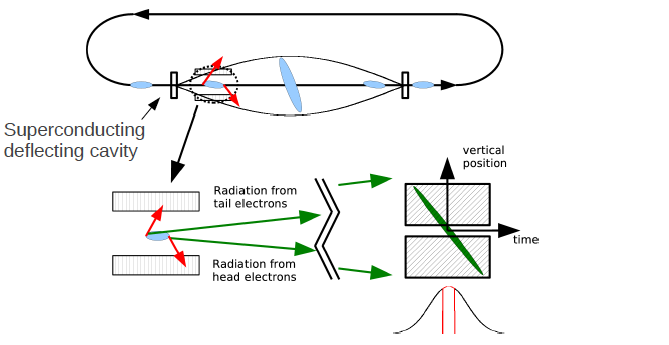 Superconducting
deflecting cavity
Radiation from
tail electrons
Radiation from
head electrons
vertical
position
time